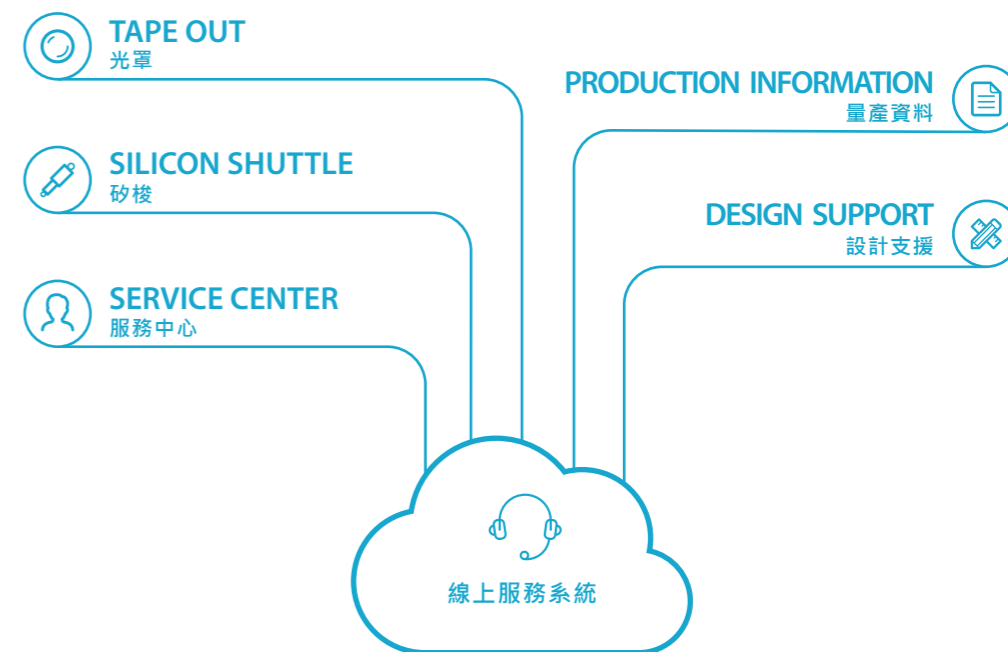 TAPE OUT
光罩
SILICON SHUTTLE
矽梭
SERVICE CENTER
服務中心
PRODUCTION INFORMATION
量產資料
DESIGN SUPPORT
設計支援
線上服務系統